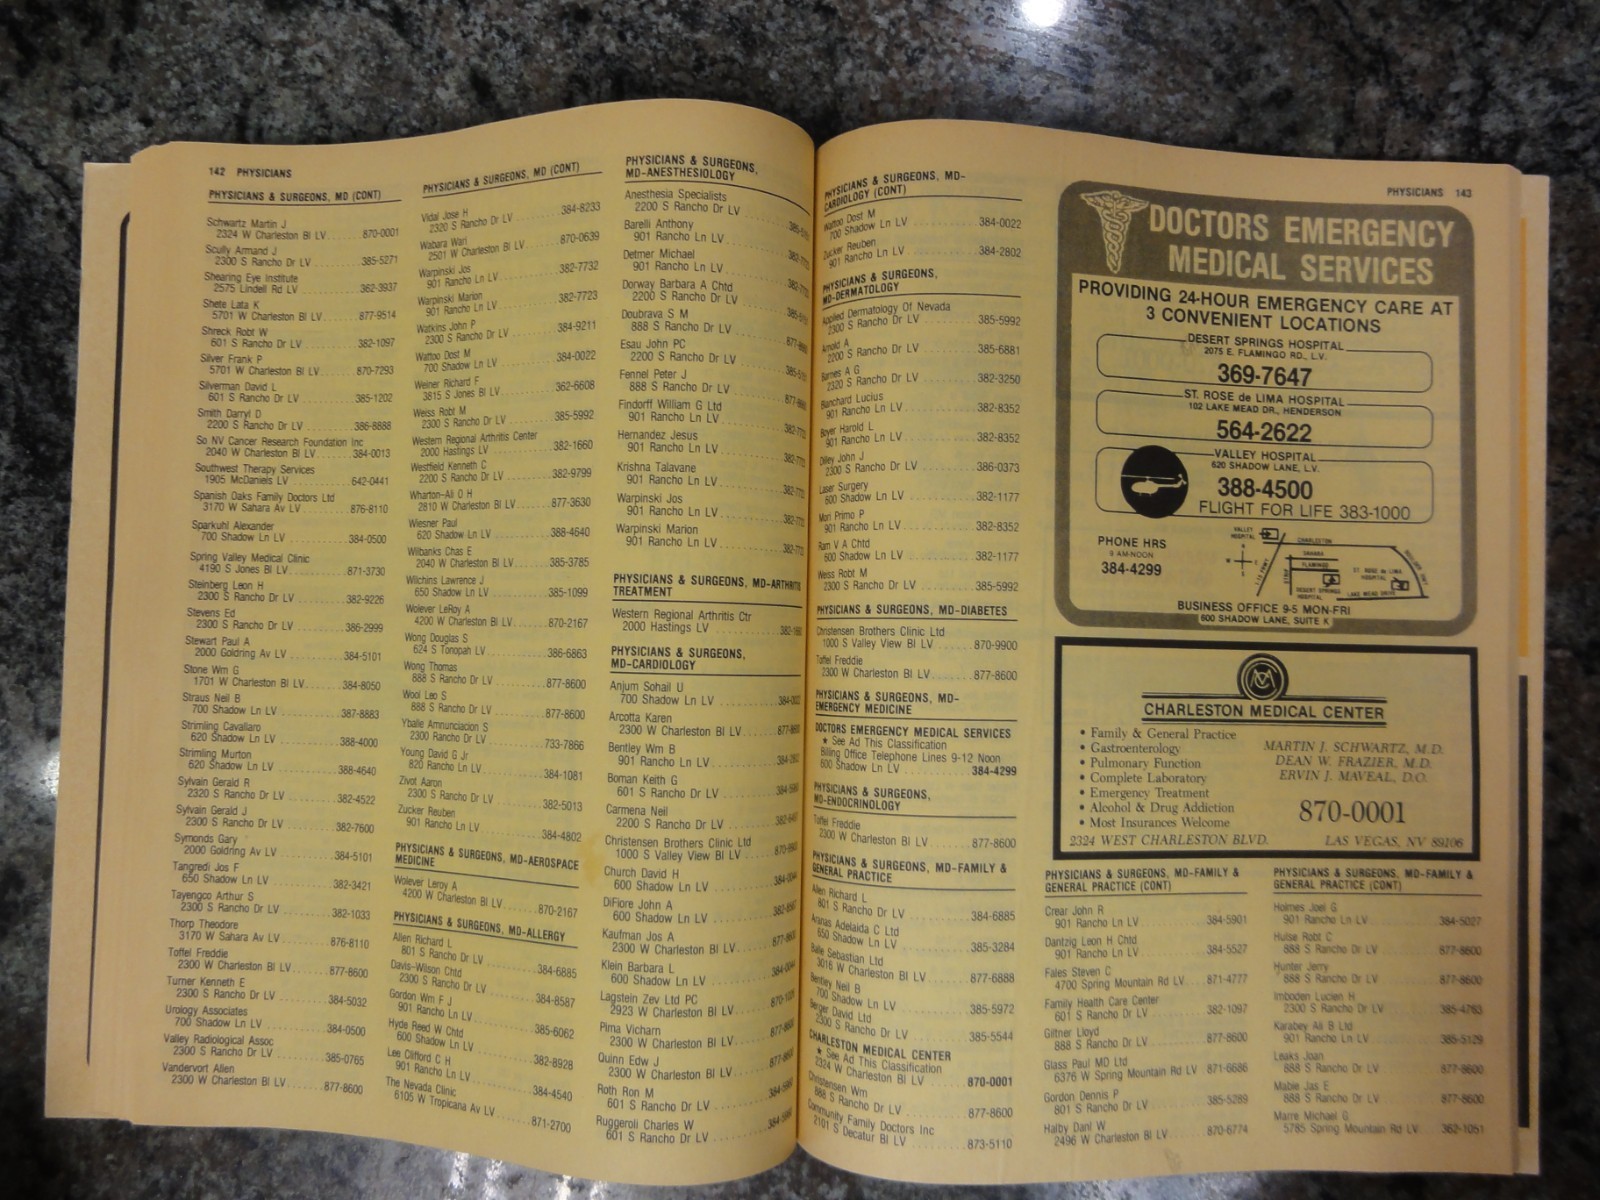 142 PHYSICIANS
PHYSICIANS & SURGEONS, MD (CONT)
Schwartz Martin J
2324 W Charleston Bl LV 870-0001
Scully Armand J
2300 S Rancho Dr LV 385-5271
Shearing Eye Institute
2575 Lindell Rd LV 362-3937
Shete Lata K
5701 W Charleston Bl LV 877-9514
Shreck Robt W
601 S Rancho Dr LV 382-1097
Silver Frank P
5701 W Charleston Bl LV 870-7293
Silverman David L
601 S Rancho Dr LV 385-1202
Smith Darryl D
2200 S Rancho Dr LV 386-8888
So NV Cancer Research Foundation Inc
2040 W Charleston Bl LV 384-0013
Southwest Therapy Services
1905 McDaniels LV 642-0441
Spanish Oaks Family Doctors Ltd
3170 W Sahara Av LV 876-8110
Sparkuhl Alexander
700 Shadow Ln LV 384-0500
Spring Valley Medical Clinic
4190 S Jones Bl LV 871-3730
Steinberg Leon H
2300 S Rancho Dr LV 382-9226
Stevens Ed
2300 S Rancho Dr LV 386-2999
Stewart Paul A
2000 Goldring Av LV 384-5101
Stone Wm G
1701 W Charleston Bl LV 384-8050
Straus Neil B
700 Shadow Ln LV 387-8883
Strimling Cavallaro
620 Shadow Ln LV 388-4000
Strimling Murton
620 Shadow Ln LV 388-4640
Sylvain Gerald R
2320 S Rancho Dr LV 382-4522
Sylvain Gerald J
2300 S Rancho Dr LV 382-7600
Symonds Gary
2000 Goldring Av LV 384-5101
Tangredi Jos F
650 Shadow Ln LV 382-3421
Tayengco Arthur S
2300 S Rancho Dr LV 382-1033
Thorp Theodore
3170 W Sahara Av LV 876-8110
Toffel Freddie
2300 W Charleston Bl LV 877-8600
Turner Kenneth E
2300 S Rancho Dr LV 384-5032
Urology Associates
700 Shadow Ln LV 384-0500
Valley Radiological Assoc
2300 S Rancho Dr LV 385-0765
Vandervort Allen
2300 W Charleston Bl LV 877-8600
PHYSICIANS & SURGEONS, MD (CONT)
Vidal Jose H
2320 S Rancho Dr LV 384-8233
Wabara Wari
2501 W Charleston Bl LV 870-0639
Warpinski Jos
901 Rancho Ln LV 382-7732
Warpinski Marion
901 Rancho Ln LV 382-7723
Watkins John P
2300 S Rancho Dr LV 384-9211
Wattoo Dost M
700 Shadow Ln LV 384-0022
Weiner Richard F
3815 S Jones Bl LV 362-6608
Weiss Robt M
2300 S Rancho Dr LV 385-5992
Western Regional Arthritis Center
2000 Hastings LV 382-1660
Westfield Kenneth C
2200 S Rancho Dr LV 382-9799
Wharton-Ali O H
2810 W Charleston Bl LV 877-3630
Wiesner Paul
620 Shadow Ln LV 388-4640
Wilbanks Chas E
2040 W Charleston Bl LV 385-3785
Wilchins Lawrence J
650 Shadow Ln LV 385-1099
Wolever LeRoy A
4200 W Charleston Bl LV 870-2167
Wong Douglas S
624 S Tonopah LV 386-6863
Wong Thomas
888 S Rancho Dr LV 877-8600
Wool Leo S
888 S Rancho Dr LV 877-8600
Yballe Amnunciacion S
2300 Rancho Dr LV 733-7866
Young David G Jr
820 Rancho Ln LV 384-1081
Zivot Aaron
2300 S Rancho Dr LV 382-5013
Zucker Reuben
901 Rancho Ln LV 384-4802
PHYSICIANS & SURGEONS, MD-AEROSPACE
MEDICINE
Wolever Leroy A
4200 W Charleston Bl LV 870-2167
PHYSICIANS & SURGEONS, MD-ALLERGY
Allen Richard L
801 S Rancho Dr LV 384-6885
Davis-Wilson Chtd
2300 S Rancho Dr LV 384-8587
Gordon Wm F J
901 Rancho Ln LV 385-6062
Hyde Reed W Chtd
600 Shadow Ln LV 382-8928
Lee Clifford C H
901 Rancho Ln LV 384-4540
The Nevada Clinic
6105 W Tropicana Av LV 871-2700
PHYSICIANS & SURGEONS,
MD-ANESTHESIOLOGY
Anesthesia Specialists
2200 S Rancho Dr LV
Barelli Anthony
901 Rancho Ln LV
Detmer Michael
901 Rancho Ln LV
Dorway Barbara A Chtd
2200 S Rancho Dr LV
Doubrava S M
888 S Rancho Dr LV
Esau John PC
2200 S Rancho Dr LV
Fennel Peter J
888 S Rancho Dr LV
Findorff William G Ltd
901 Rancho Ln LV
Hernandez Jesus
901 Rancho Ln LV
Krishna Talavane
901 Rancho Ln LV
Warpinski Jos
901 Rancho Ln LV
Warpinski Marion
901 Rancho Ln LV
PHYSICIANS & SURGEONS, MD-ARTHRITIS
TREATMENT
Western Regional Arthritis Ctr
2000 Hastings LV
PHYSICIANS & SURGEONS,
MD-CARDIOLOGY
Anjum Sohail U
700 Shadow Ln LV
Arcotta Karen
2300 W Charleston Bl LV
Bentley Wm B
901 Rancho Ln LV
Boman Keith G
601 S Rancho Dr LV
Carmena Neil
2200 S Rancho Dr LV
Christensen Brothers Clinic Ltd
1000 S Valley View Bl LV
Church David H
600 Shadow Ln LV
DiFiore John A
600 Shadow Ln LV
Kaufman Jos A
2300 W Charleston Bl LV
Klein Barbara L
600 Shadow Ln LV
Lagstein Zev Ltd PC
2923 W Charleston Bl LV
Pima Vicharn
2300 W Charleston Bl LV
Quinn Edw J
2300 W Charleston Bl LV
Roth Ron M
601 S Rancho Dr LV
Ruggeroli Charles W
601 S Rancho Dr LV
PHYSICIANS & SURGEONS, MD-
CARDIOLOGY (CONT)
Wattoo Dost M
700 Shadow Ln LV 384-0022
Zucker Reuben
901 Rancho Ln LV 384-2802
PHYSICIANS & SURGEONS,
MD-DERMATOLOGY
Applied Dermatology Of Nevada
2300 S Rancho Dr LV 385-5992
Arnold A
2200 S Rancho Dr LV 385-6881
Barnes A G
2320 S Rancho Dr LV 382-3250
Blanchard Lucius
901 Rancho Ln LV 382-8352
Boyer Harold L
901 Rancho Ln LV 382-8352
Dilley John J
2300 S Rancho Dr LV 386-0373
Laser Surgery
600 Shadow Ln LV 382-1177
Mori Primo P
901 Rancho Ln LV 382-8352
Ram V A Chtd
600 Shadow Ln LV 382-1177
Weiss Robt M
2300 S Rancho Dr LV 385-5992
PHYSICIANS & SURGEONS, MD-DIABETES
Christensen Brothers Clinic Ltd
1000 S Valley View Bl LV 870-9900
Toffel Freddie
2300 W Charleston Bl LV 877-8600
PHYSICIANS & SURGEONS, MD-
EMERGENCY MEDICINE
DOCTORS EMERGENCY MEDICAL SERVICES
★ See Ad This Classification
Billing Office Telephone Lines 9-12 Noon
600 Shadow Ln LV 384-4299
PHYSICIANS & SURGEONS,
MD-ENDOCRINOLOGY
Toffel Freddie
2300 W Charleston Bl LV 877-8600
PHYSICIANS & SURGEONS, MD-FAMILY &
GENERAL PRACTICE
Allen Richard L
801 S Rancho Dr LV 384-6885
Aranas Adelaida C Ltd
650 Shadow Ln LV 385-3284
Balle Sebastian Ltd
3016 W Charleston Bl LV 877-6888
Bentley Neil B
700 Shadow Ln LV 385-5972
Berger David Ltd
2300 S Rancho Dr LV 385-5544
CHARLESTON MEDICAL CENTER
★ See Ad This Classification
2324 W Charleston Bl LV 870-0001
Christensen Wm
888 S Rancho Dr LV 877-8600
Community Family Doctors Inc
2101 S Decatur Bl LV 873-5110
PHYSICIANS 143
DOCTORS EMERGENCY
MEDICAL SERVICES
PROVIDING 24-HOUR EMERGENCY CARE AT
3 CONVENIENT LOCATIONS
DESERT SPRINGS HOSPITAL
2075 E. FLAMINGO RD., L.V.
369-7647
ST. ROSE de LIMA HOSPITAL
102 LAKE MEAD DR., HENDERSON
564-2622
VALLEY HOSPITAL
620 SHADOW LANE, L.V.
388-4500
FLIGHT FOR LIFE 383-1000
PHONE HRS
9 AM-NOON
384-4299
VALLEY
HOSPITAL
CHARLESTON
SAHARA
FLAMINGO
DESERT SPRINGS
HOSPITAL
ST. ROSE de LIMA
HOSPITAL
LAKE MEAD DRIVE
BUSINESS OFFICE 9-5 MON-FRI
600 SHADOW LANE, SUITE K
CHARLESTON MEDICAL CENTER
• Family & General Practice
• Gastroenterology
• Pulmonary Function
• Complete Laboratory
• Emergency Treatment
• Alcohol & Drug Addiction
• Most Insurances Welcome
MARTIN J. SCHWARTZ, M.D.
DEAN W. FRAZIER, M.D.
ERVIN J. MAVEAL, D.O.
870-0001
2324 WEST CHARLESTON BLVD. LAS VEGAS, NV 89106
PHYSICIANS & SURGEONS, MD-FAMILY &
GENERAL PRACTICE (CONT)
Crear John R
901 Rancho Ln LV 384-5901
Dantzig Leon H Chtd
901 Rancho Ln LV 384-5527
Fales Steven C
4700 Spring Mountain Rd LV 871-4777
Family Health Care Center
601 S Rancho Dr LV 382-1097
Giltner Lloyd
888 S Rancho Dr LV 877-8600
Glass Paul MD Ltd
6376 W Spring Mountain Rd LV 871-6686
Gordon Dennis P
801 S Rancho Dr LV 385-5289
Halby Danl W
2496 W Charleston Bl LV 870-6774
PHYSICIANS & SURGEONS, MD-FAMILY &
GENERAL PRACTICE (CONT)
Holmes Joel G
901 Rancho Ln LV 384-5027
Hulse Robt C
888 S Rancho Dr LV 877-8600
Hunter Jerry
888 S Rancho Dr LV 877-8600
Imboden Lucien H
2300 S Rancho Dr LV 385-4763
Karabey Ali B Ltd
901 Rancho Ln LV 385-5129
Leaks Joan
888 S Rancho Dr LV 877-8600
Mabie Jas E
888 S Rancho Dr LV 877-8600
Marre Michael G
5785 Spring Mountain Rd LV 362-1051